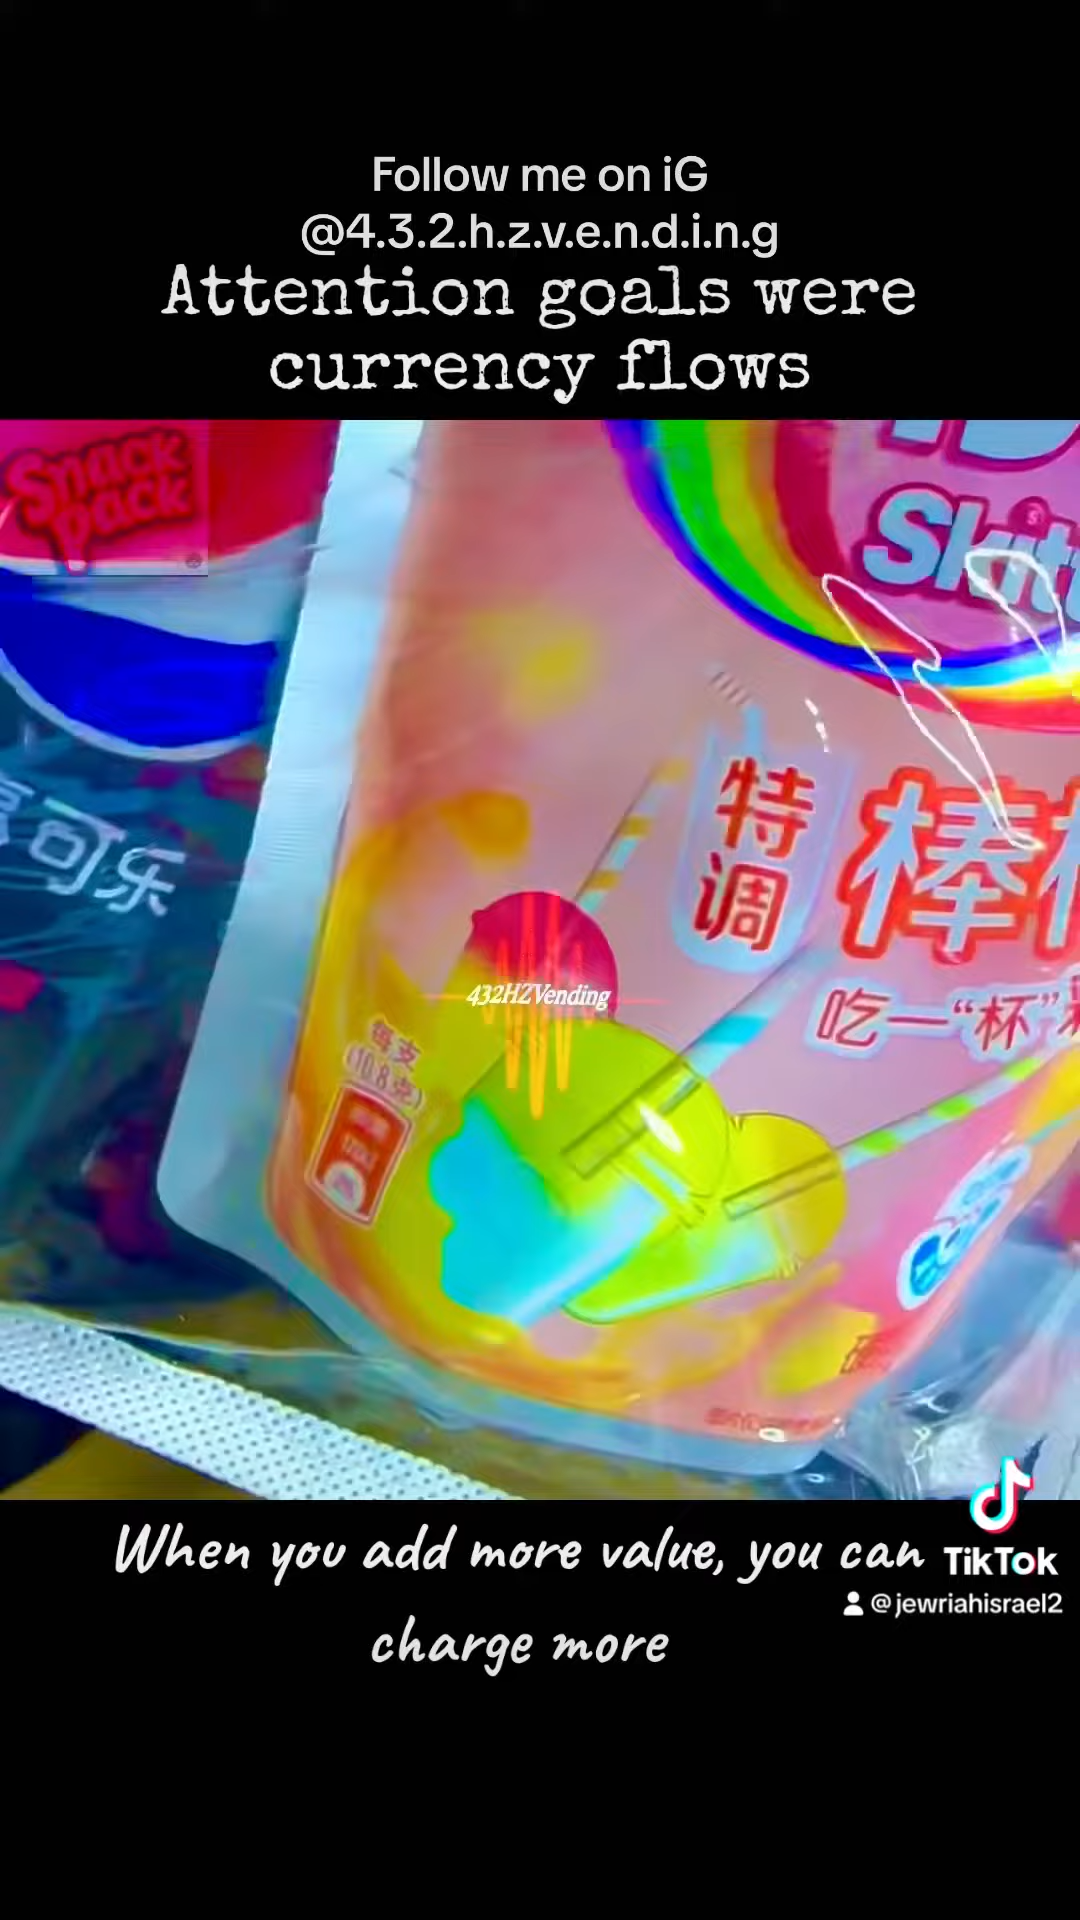 Follow me on iG
@4.3.2.h.z.v.e.n.d.i.n.g
Attention goals were
currency flows
Snack
pack
Skitt
特
调
棒
吃一“杯”彩
可乐
432HZVending
每支
(10.8克)
When you add more value, you can
charge more
TikTok
@jewriahisrael2